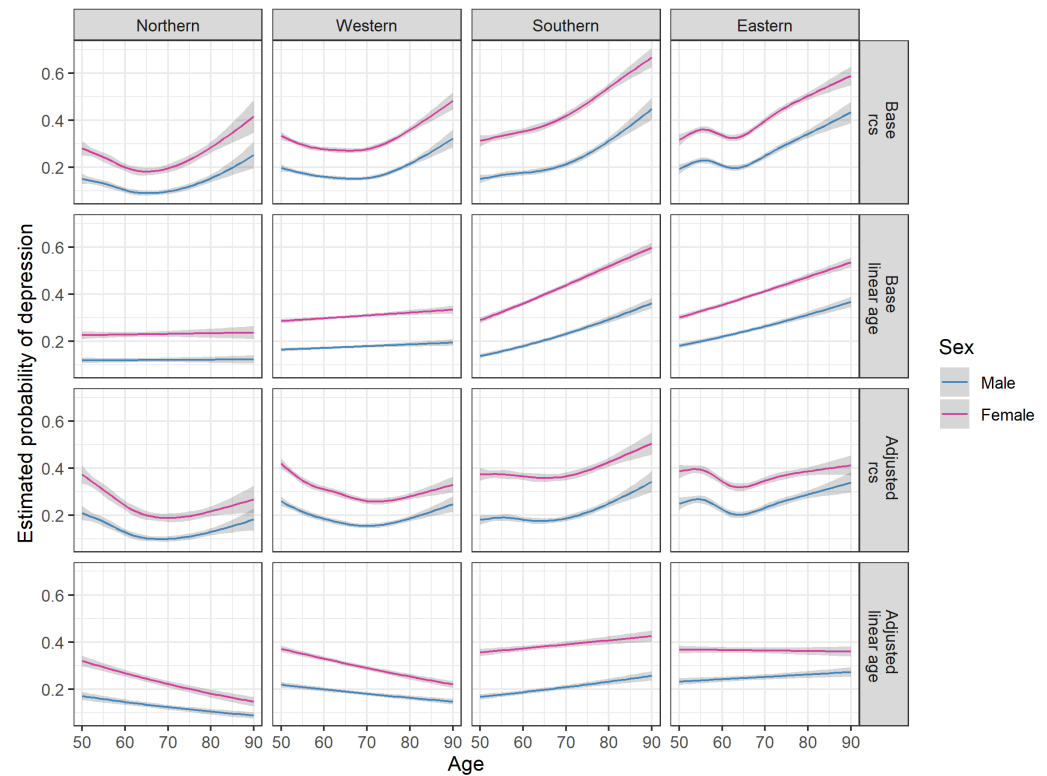 Northern Western Southern Eastern
Base
rcs
0.6
0.4
0.2
Base
linear age
0.6
0.4
0.2
Adjusted
rcs
0.6
0.4
0.2
Adjusted
linear age
0.6
0.4
0.2
50 60 70 80 90 50 60 70 80 90 50 60 70 80 90 50 60 70 80 90
Age
Estimated probability of depression
Sex
Male
Female